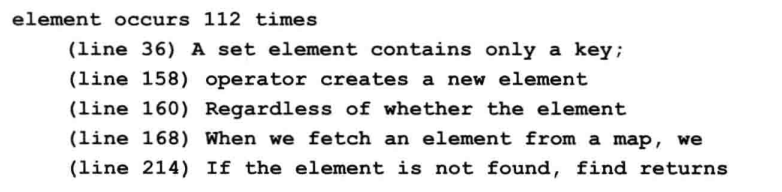 element occurs 112 times
(line 36) A set element contains only a key;
(line 158) operator creates a new element
(line 160) Regardless of whether the element
(line 168) When we fetch an element from a map, we
(line 214) If the element is not found, find returns